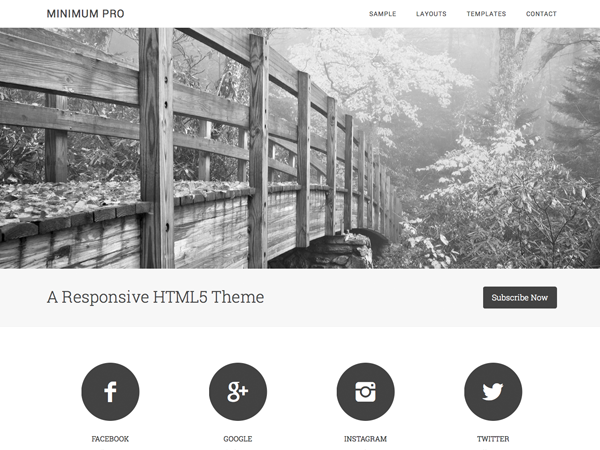 MINIMUM PRO
SAMPLE LAYOUTS TEMPLATES CONTACT
A Responsive HTML5 Theme
Subscribe Now
FACEBOOK GOOGLE INSTAGRAM TWITTER